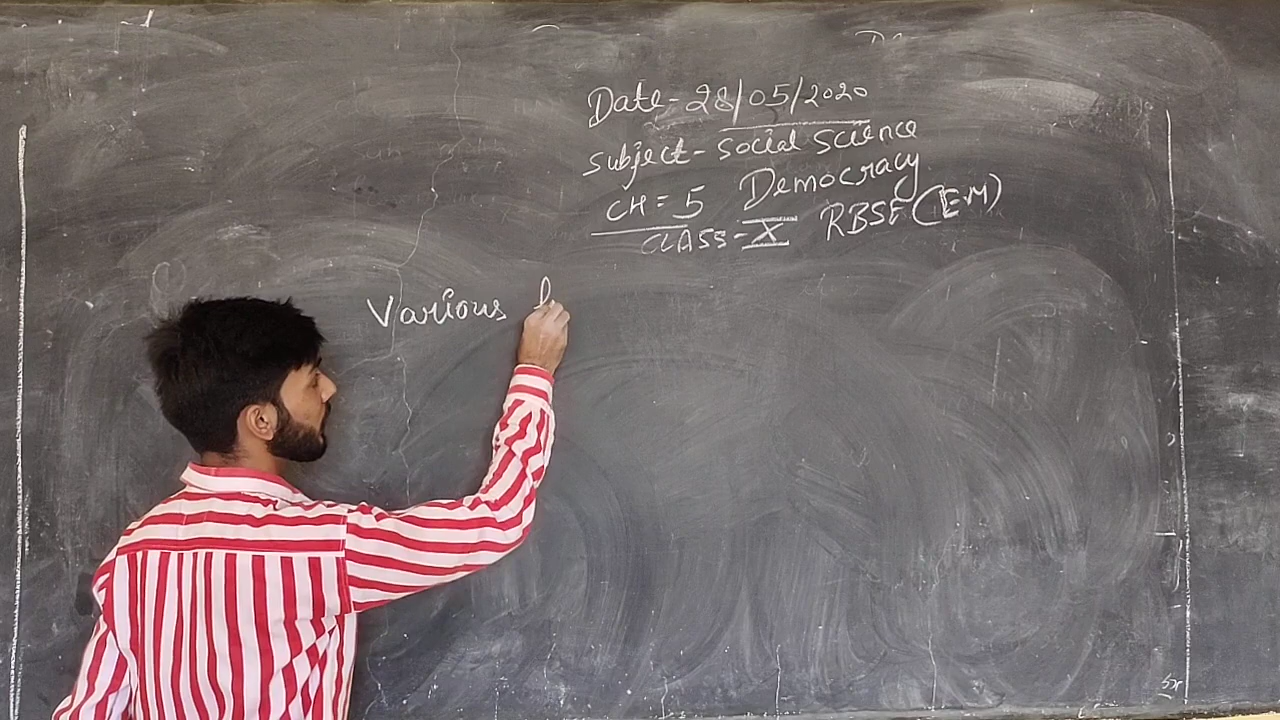 Date- 28/05/2020
Subject- Social Science
CH = 5 Democracy
CLASS- X RBSE (EM)
Various